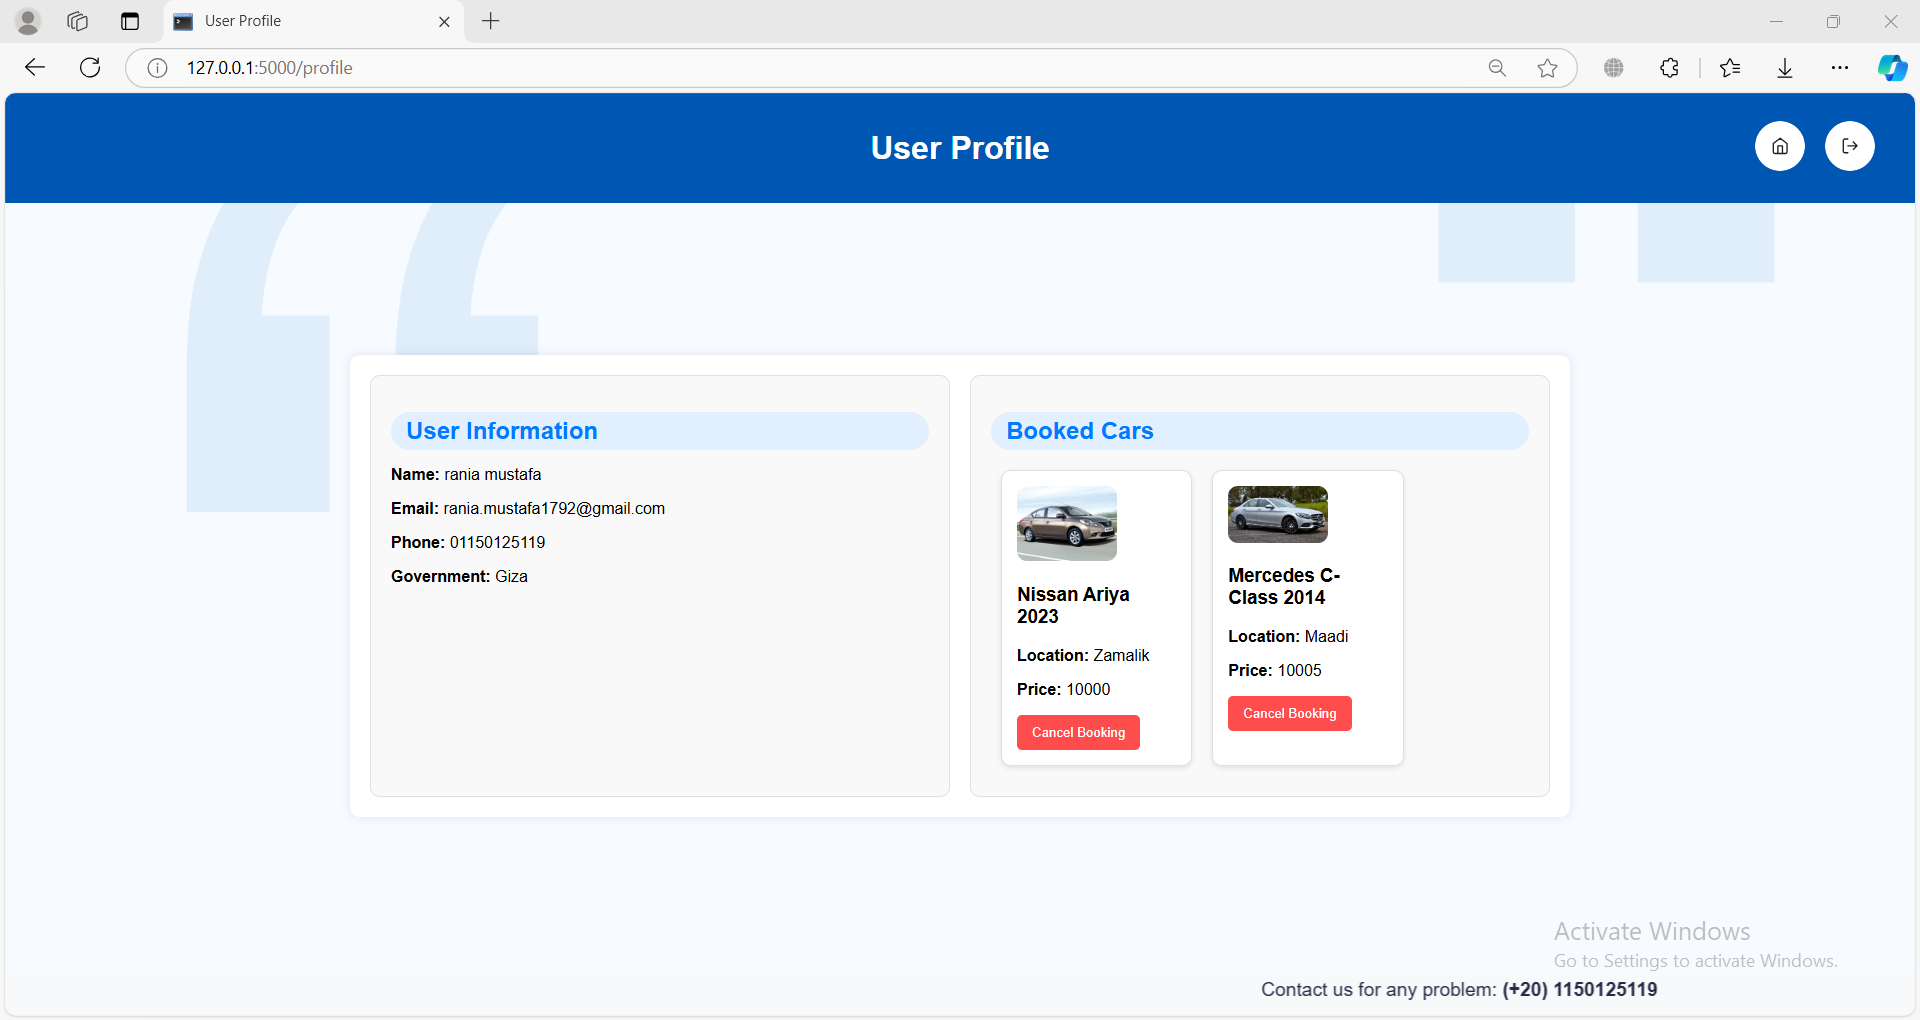 User Profile
127.0.0.1:5000/profile
User Profile
User Information
Name: rania mustafa
Email: rania.mustafa1792@gmail.com
Phone: 01150125119
Government: Giza
Booked Cars
Nissan Ariya
2023
Location: Zamalik
Price: 10000
Cancel Booking
Mercedes C-
Class 2014
Location: Maadi
Price: 10005
Cancel Booking
Activate Windows
Go to Settings to activate Windows.
Contact us for any problem: (+20) 1150125119